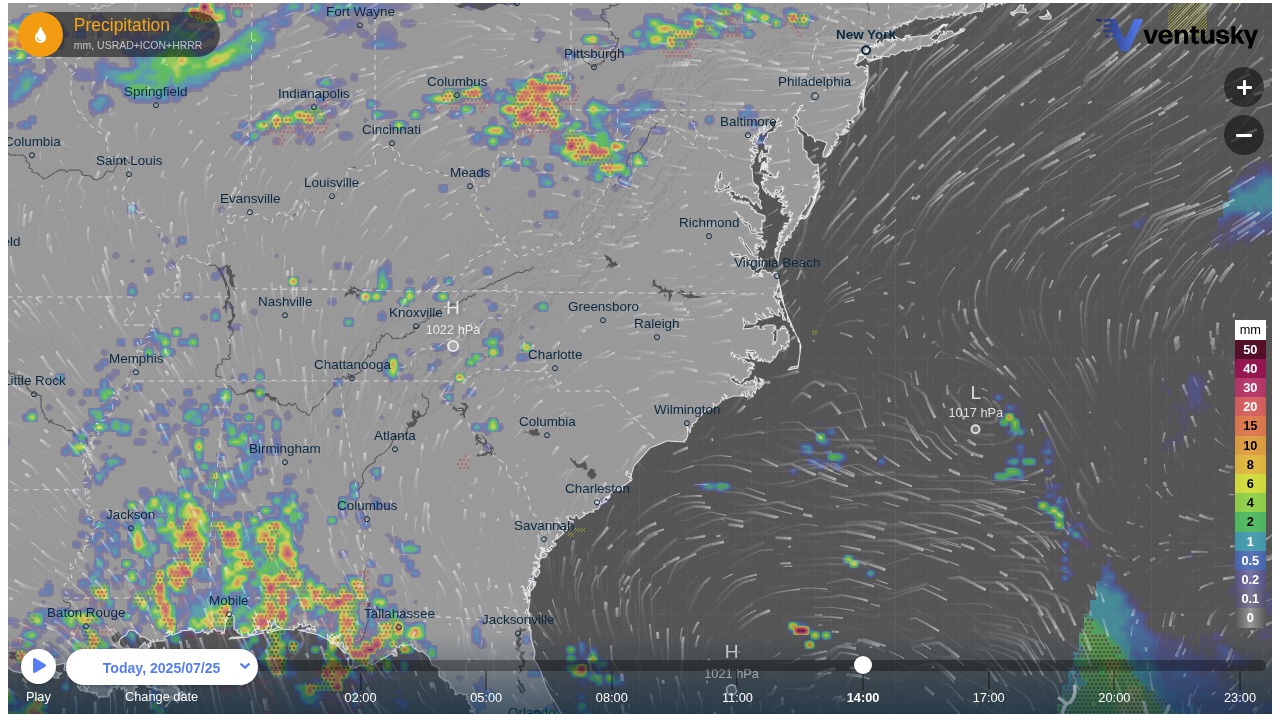 Precipitation
mm, USRAD+ICON+HRRR
Fort Wayne
New York
ventusky
Pittsburgh
Columbus
Philadelphia
Springfield
Indianapolis
+
Baltimore
Cincinnati
Columbia
−
Saint Louis
Meads
Louisville
Evansville
Richmond
eld
Virginia Beach
Nashville
Knoxville
H
1022 hPa
Greensboro
Raleigh
mm
50
40
30
20
15
10
8
6
4
2
1
0.5
0.2
0.1
0
Memphis
Chattanooga
Charlotte
Little Rock
L
1017 hPa
Wilmington
Columbia
Atlanta
Birmingham
Charleston
Columbus
Jackson
Savannah
Mobile
Baton Rouge
Tallahassee
Jacksonville
H
1021 hPa
Today, 2025/07/25
Play
Change date
02:00
05:00
08:00
11:00
14:00
17:00
20:00
23:00
Orlando